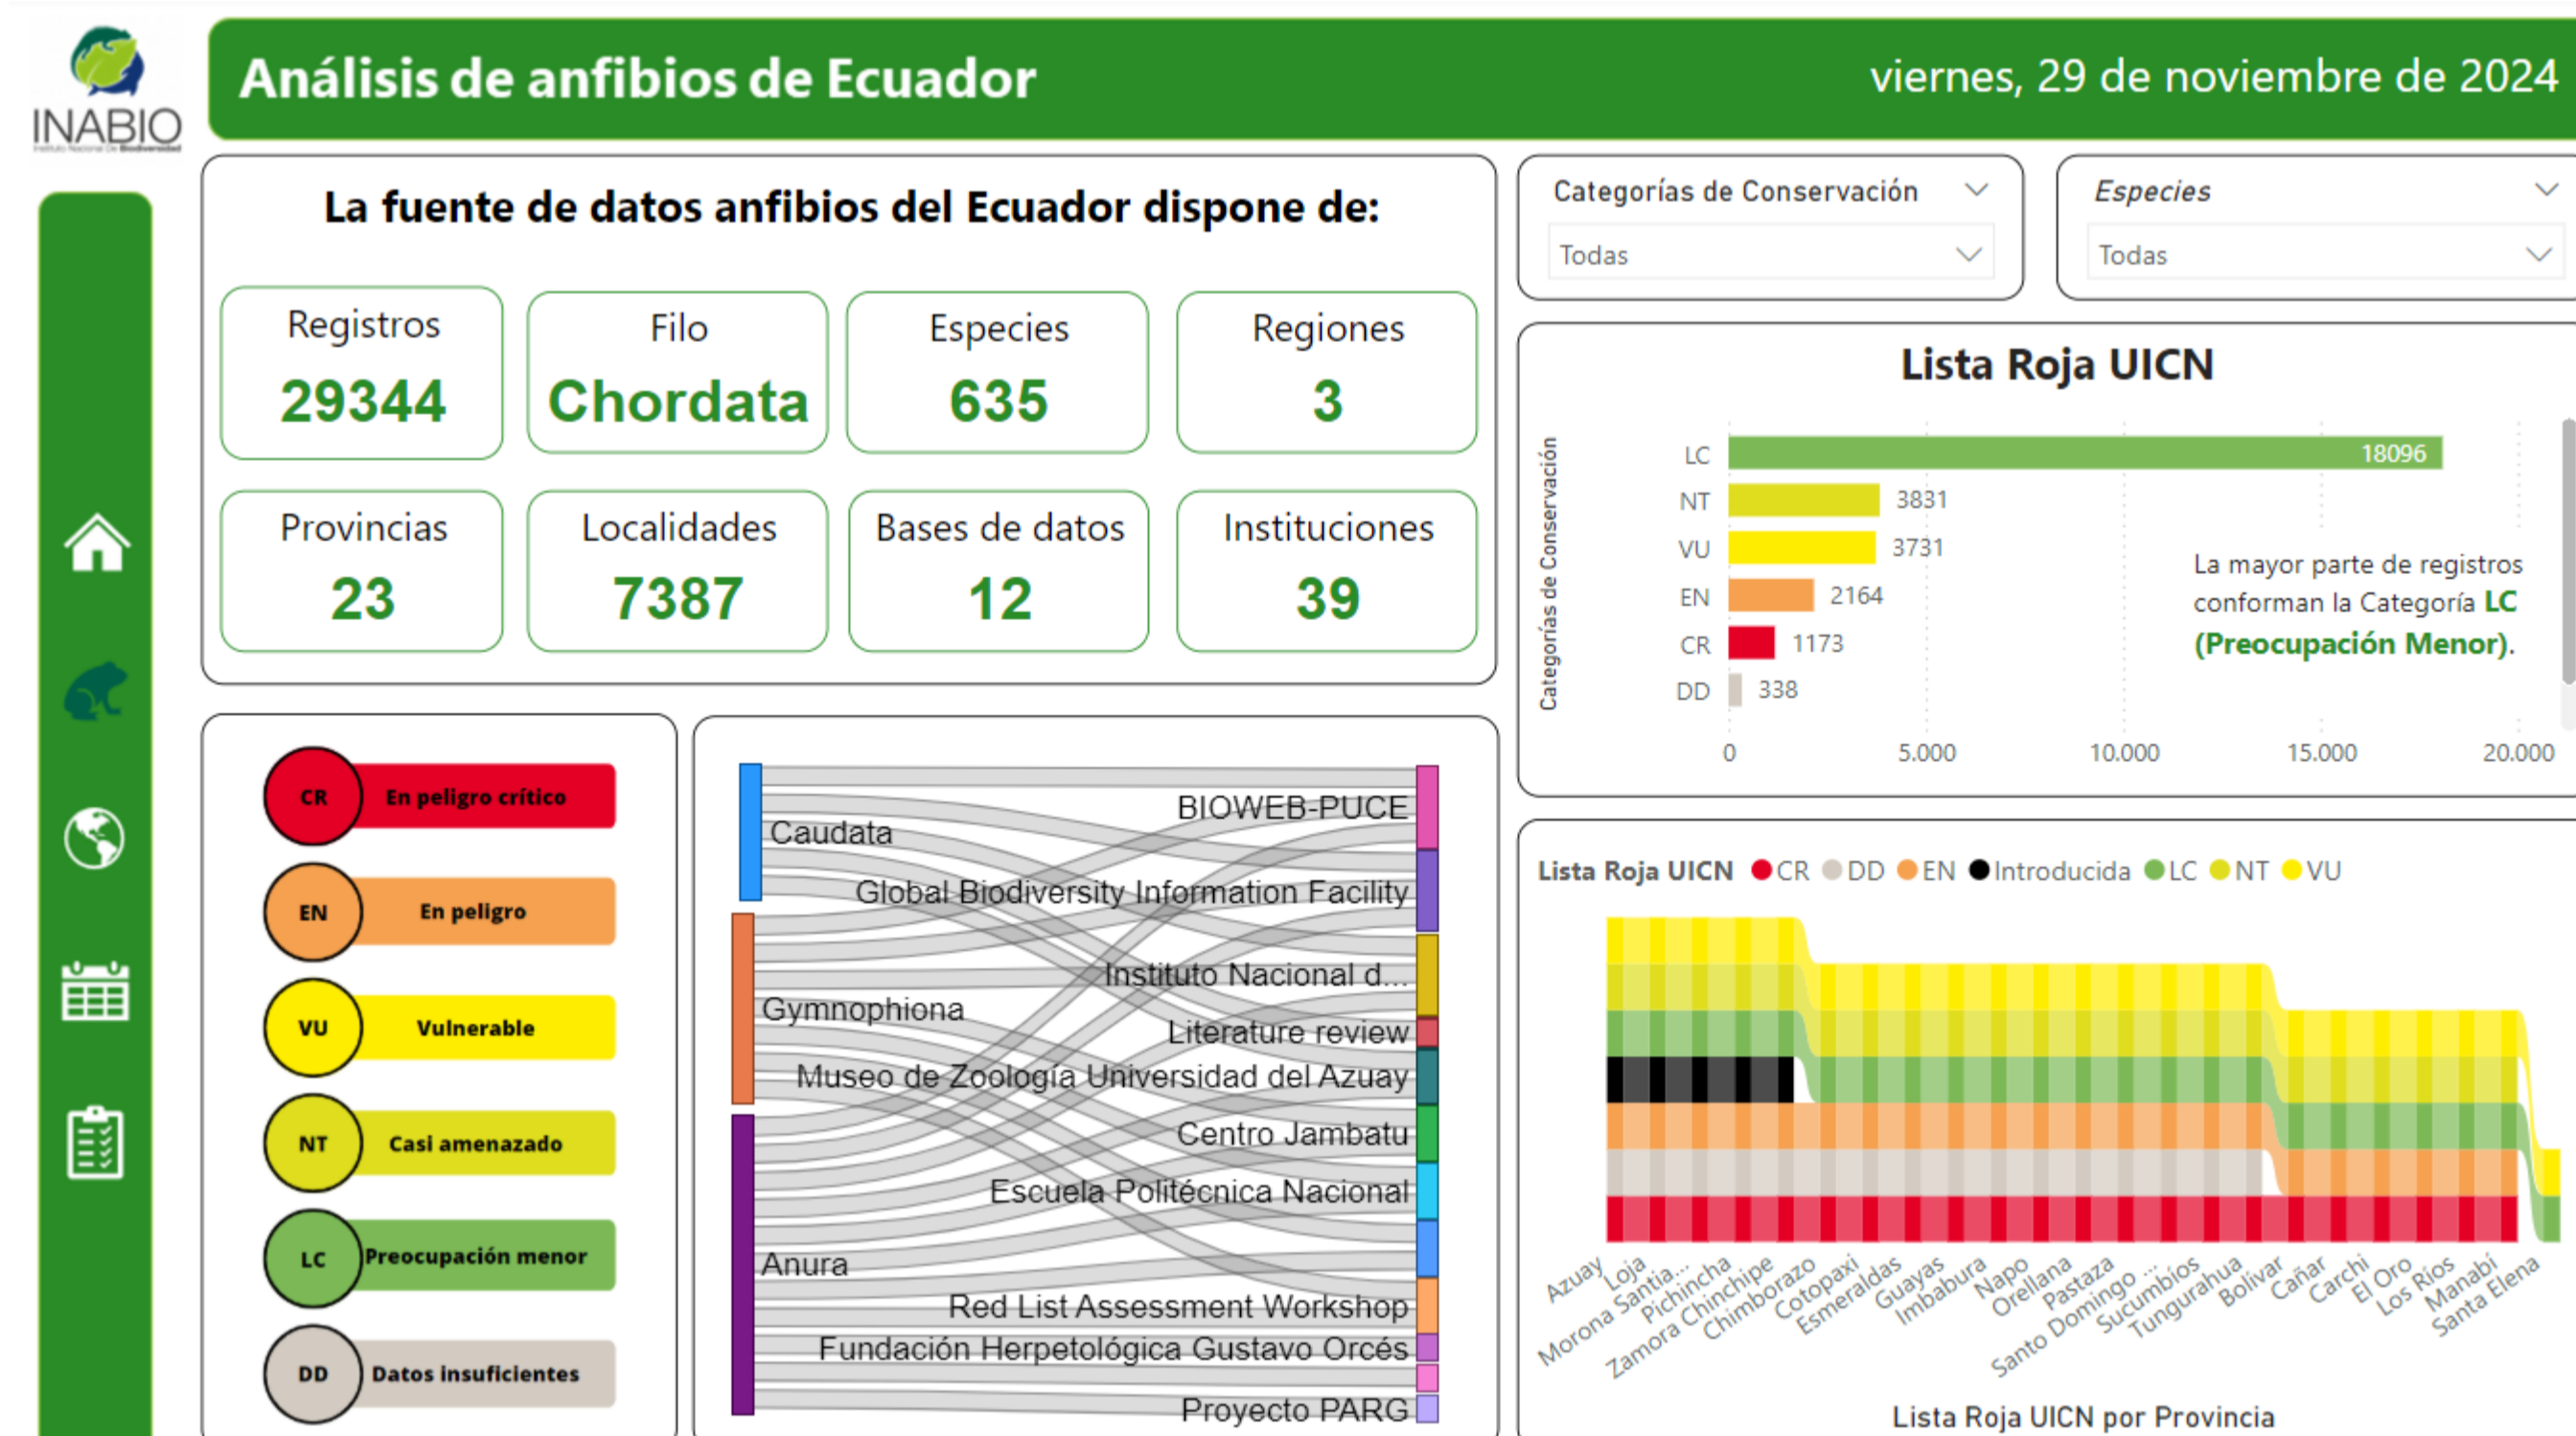 INABIO
Instituto Nacional De Biodiversidad
Análisis de anfibios de Ecuador
viernes, 29 de noviembre de 2024
La fuente de datos anfibios del Ecuador dispone de:
Registros
29344
Filo
Chordata
Especies
635
Regiones
3
Provincias
23
Localidades
7387
Bases de datos
12
Instituciones
39
Categorías de Conservación
Todas
Especies
Todas
Lista Roja UICN
Categorías de Conservación
LC 18096
NT 3831
VU 3731
EN 2164
CR 1173
DD 338
0 5.000 10.000 15.000 20.000
La mayor parte de registros
conforman la Categoría LC
(Preocupación Menor).
CR En peligro crítico
EN En peligro
VU Vulnerable
NT Casi amenazado
LC Preocupación menor
DD Datos insuficientes
Caudata
Gymnophiona
Anura
BIOWEB-PUCE
Global Biodiversity Information Facility
Instituto Nacional d...
Literature review
Museo de Zoología Universidad del Azuay
Centro Jambatu
Escuela Politécnica Nacional
Red List Assessment Workshop
Fundación Herpetológica Gustavo Orcés
Proyecto PARG
Lista Roja UICN CR DD EN Introducida LC NT VU
Azuay
Loja
Morona Santia...
Pichincha
Zamora Chinchipe
Chimborazo
Cotopaxi
Esmeraldas
Guayas
Imbabura
Napo
Orellana
Pastaza
Santo Domingo ...
Sucumbíos
Tungurahua
Bolívar
Cañar
Carchi
El Oro
Los Ríos
Manabí
Santa Elena
Lista Roja UICN por Provincia